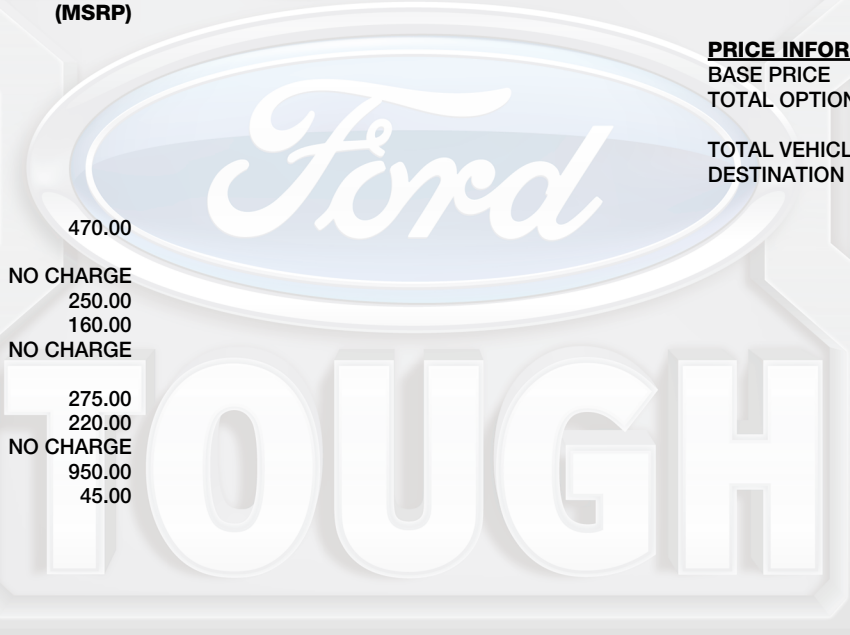 (MSRP)
470.00
NO CHARGE
250.00
160.00
NO CHARGE
275.00
220.00
NO CHARGE
950.00
45.00
PRICE INFOR
BASE PRICE
TOTAL OPTION
TOTAL VEHICL
DESTINATION
Ford
TOUGH